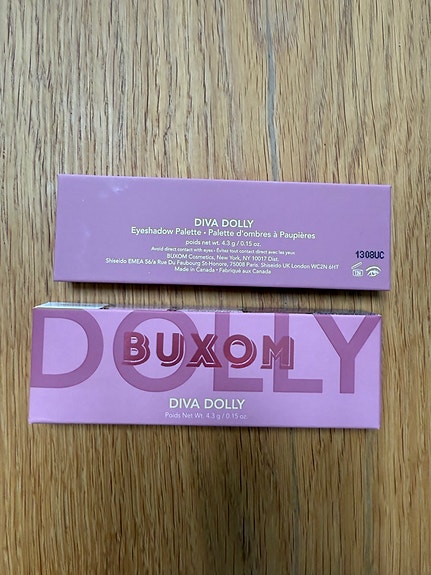 DIVA DOLLY
Eyeshadow Palette • Palette d'ombres à Paupières
poids net wt. 4.3 g / 0.15 oz.
Avoid direct contact with eyes • Évitez tout contact direct avec les yeux
BUXOM Cosmetics, New York, NY 10017 Dist.
Shiseido EMEA 56/a Rue Du Faubourg St-Honore, 75008 Paris, Shiseido UK London WC2N 6HT
Made in Canada • Fabriqué aux Canada
1308UC
DOLLY
BUXOM
DIVA DOLLY
Poids Net Wt. 4.3 g / 0.15 oz.